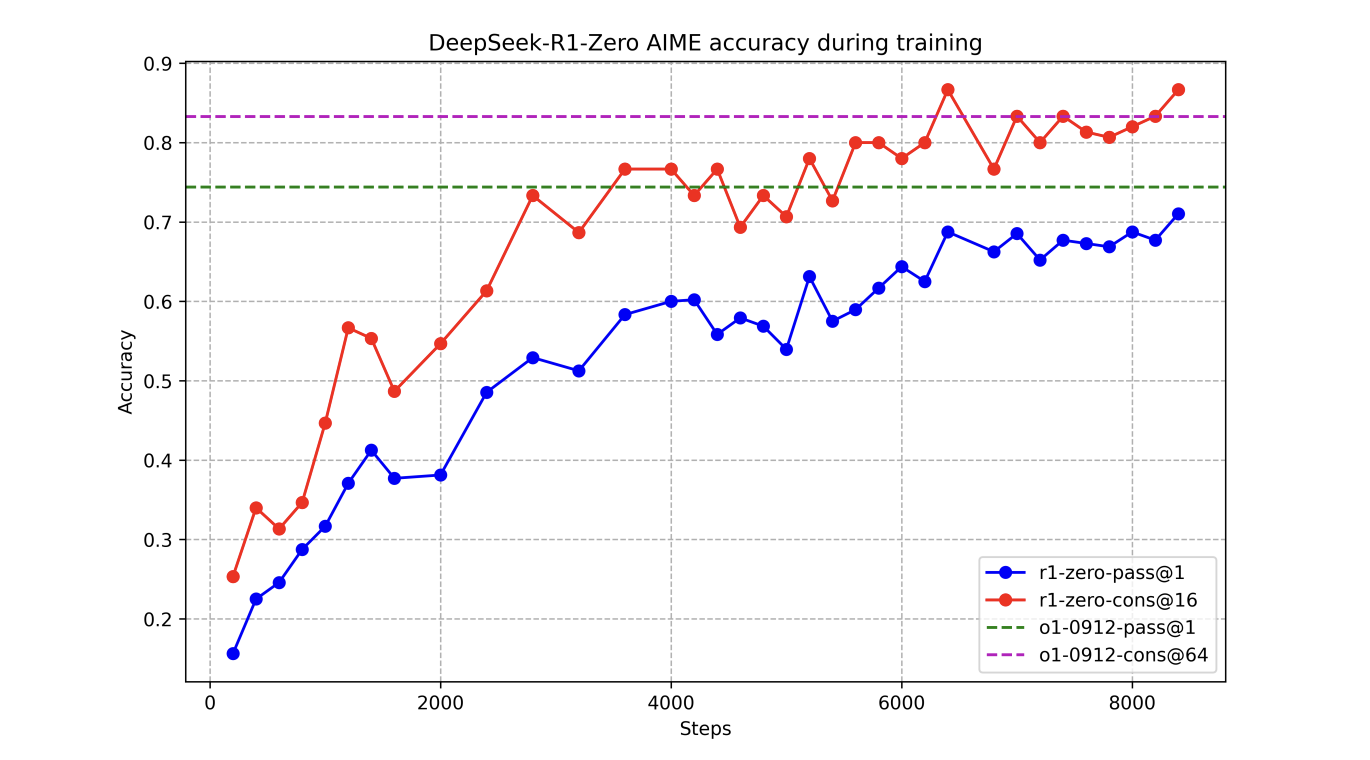 DeepSeek-R1-Zero AIME accuracy during training
0.9
0.8
0.7
0.6
0.5
0.4
0.3
0.2
Accuracy
0 2000 4000 6000 8000
Steps
r1-zero-pass@1
r1-zero-cons@16
o1-0912-pass@1
o1-0912-cons@64